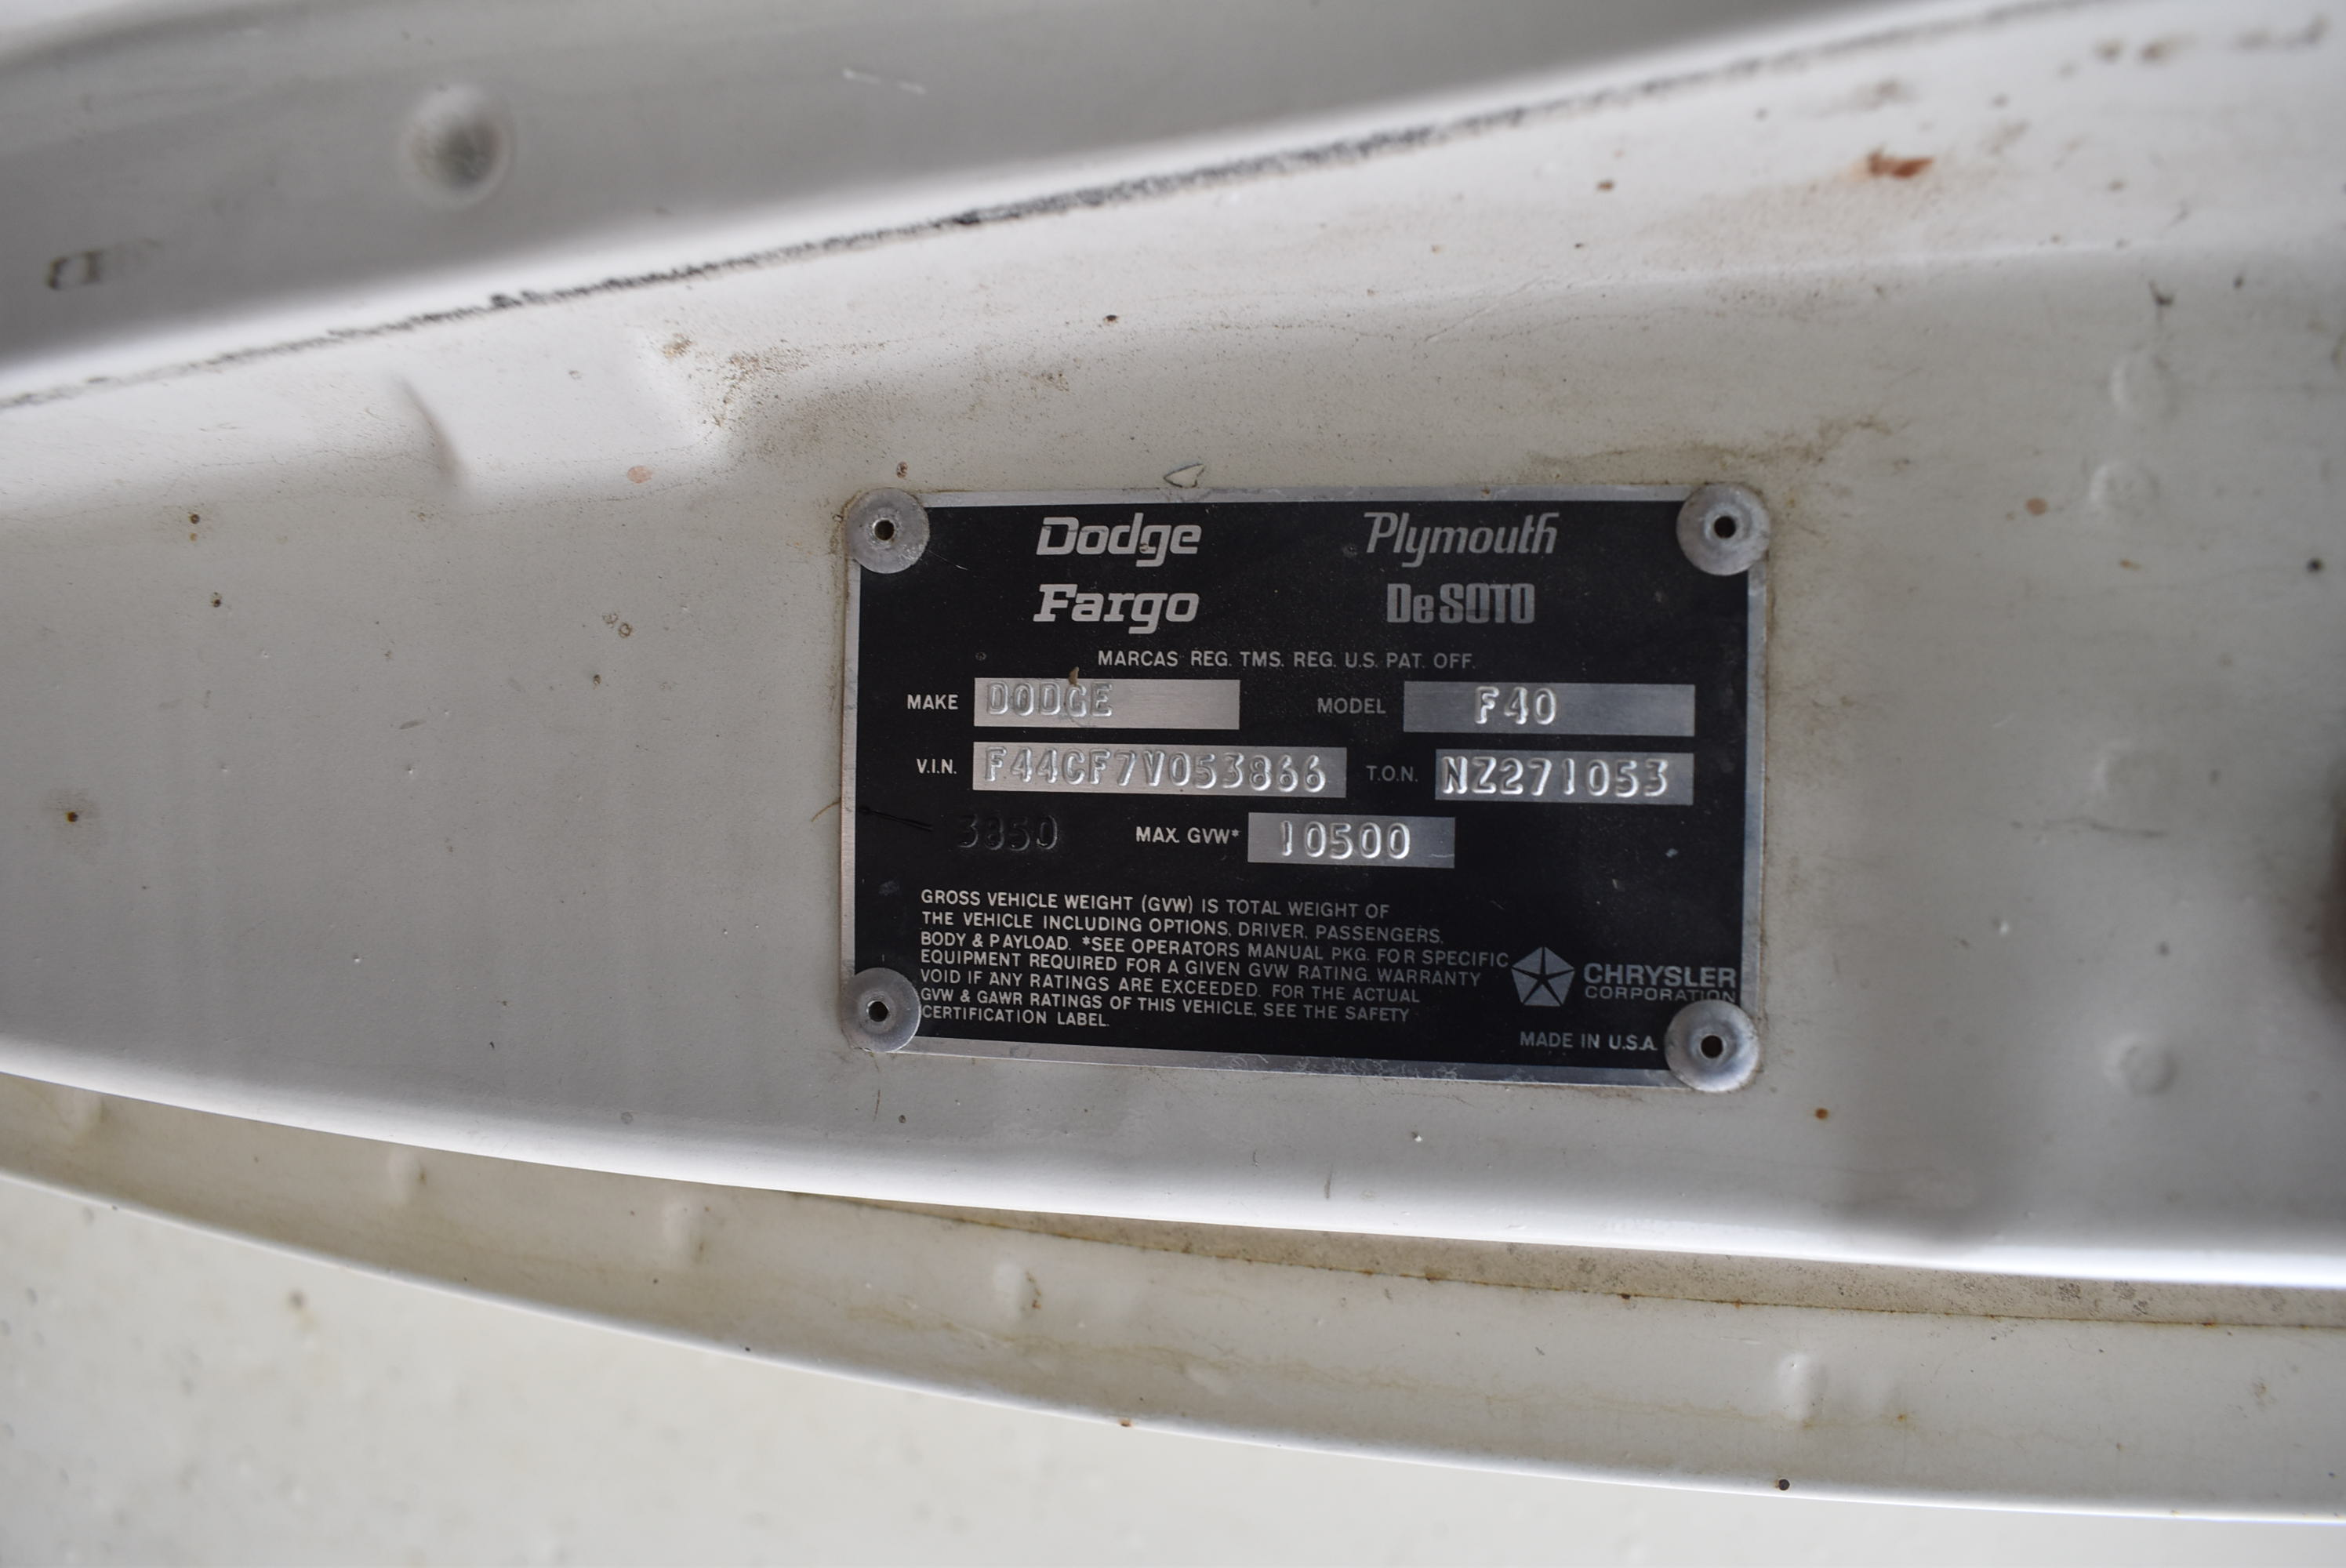 Dodge Plymouth
Fargo DeSOTO
MARCAS REG. TMS. REG. U.S. PAT. OFF.
MAKE DODGE MODEL F40
V.I.N. F44CF7V053866 T.O.N. NZ271053
3850 MAX. GVW* 10500
GROSS VEHICLE WEIGHT (GVW) IS TOTAL WEIGHT OF
THE VEHICLE INCLUDING OPTIONS, DRIVER, PASSENGERS,
BODY & PAYLOAD. *SEE OPERATORS MANUAL PKG. FOR SPECIFIC
EQUIPMENT REQUIRED FOR A GIVEN GVW RATING. WARRANTY
VOID IF ANY RATINGS ARE EXCEEDED. FOR THE ACTUAL
GVW & GAWR RATINGS OF THIS VEHICLE, SEE THE SAFETY
CERTIFICATION LABEL.
CHRYSLER
CORPORATION
MADE IN U.S.A.